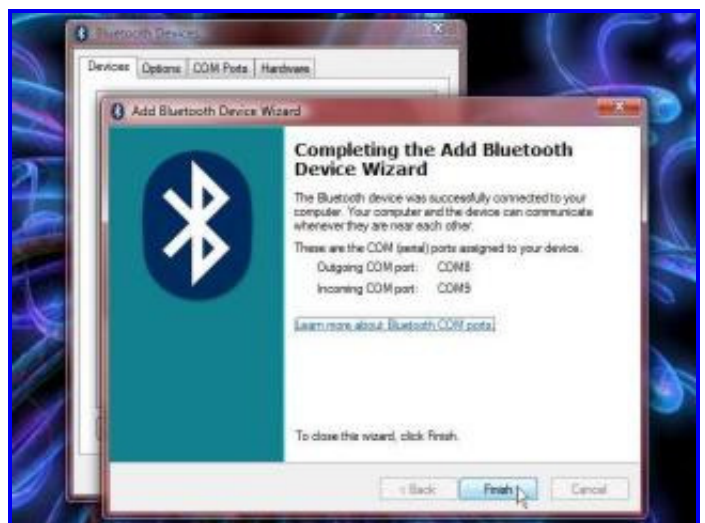 Bluetooth Devices
Devices Options COM Ports Hardware
Add Bluetooth Device Wizard
Completing the Add Bluetooth
Device Wizard
The Bluetooth device was successfully connected to your
computer. Your computer and the device can communicate
whenever they are near each other.
These are the COM (serial) ports assigned to your device.
Outgoing COM port: COM8
Incoming COM port: COM9
Learn more about Bluetooth COM ports.
To close this wizard, click Finish.
< Back Finish Cancel